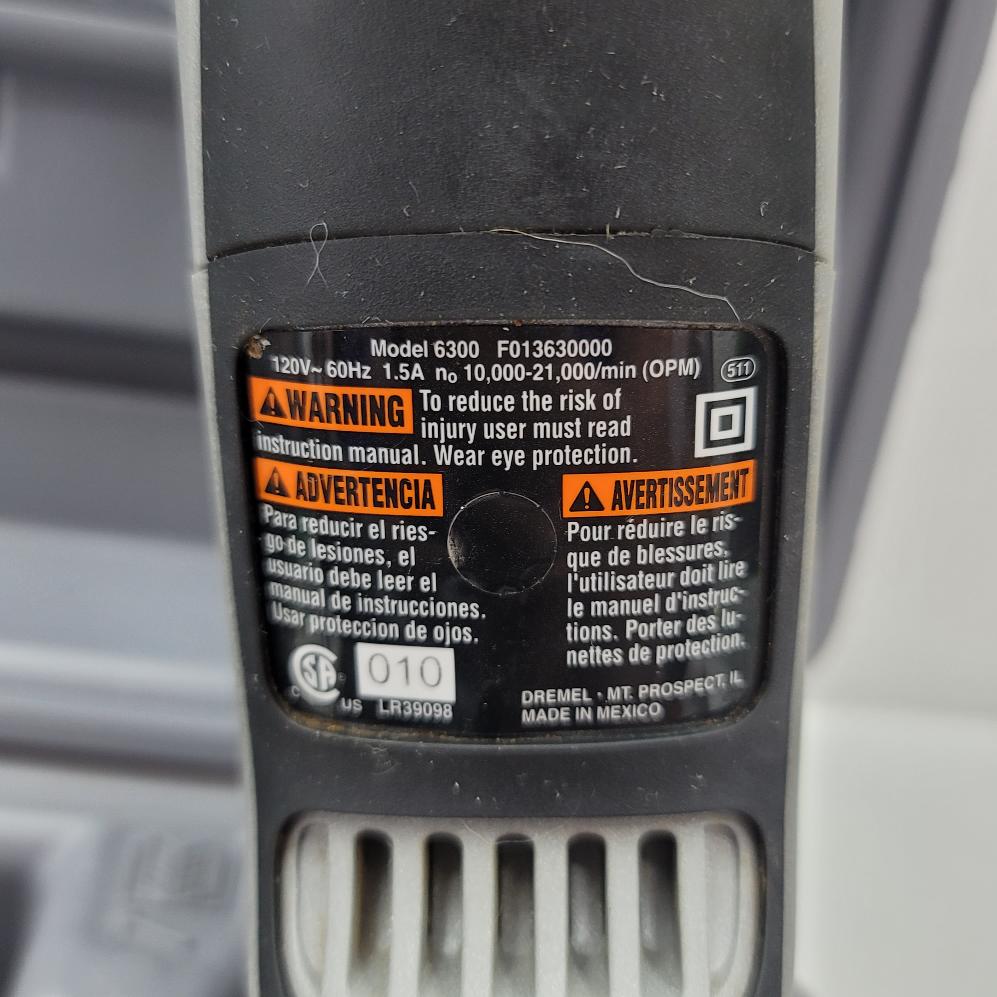 Model 6300 F013630000
120V~ 60Hz 1.5A n₀ 10,000-21,000/min (OPM) 511
WARNING To reduce the risk of
injury user must read
instruction manual. Wear eye protection.
ADVERTENCIA
Para reducir el ries-
go de lesiones, el
usuario debe leer el
manual de instrucciones.
Usar proteccion de ojos.
AVERTISSEMENT
Pour réduire le ris-
que de blessures,
l'utilisateur doit lire
le manuel d'instruc-
tions. Porter des lu-
nettes de protection.
SA 010
C US LR39098
DREMEL · MT. PROSPECT, IL
MADE IN MEXICO